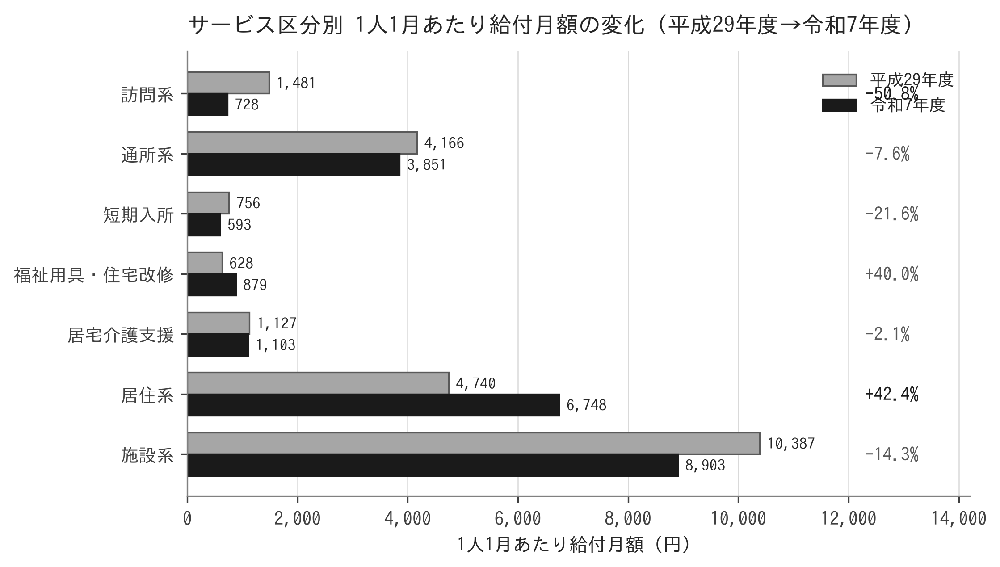 サービス区分別 1人1月あたり給付月額の変化（平成29年度→令和7年度）
平成29年度
令和7年度
訪問系
1,481
728
-50.8%
通所系
4,166
3,851
-7.6%
短期入所
756
593
-21.6%
福祉用具・住宅改修
628
879
+40.0%
居宅介護支援
1,127
1,103
-2.1%
居住系
4,740
6,748
+42.4%
施設系
10,387
8,903
-14.3%
0 2,000 4,000 6,000 8,000 10,000 12,000 14,000
1人1月あたり給付月額（円）